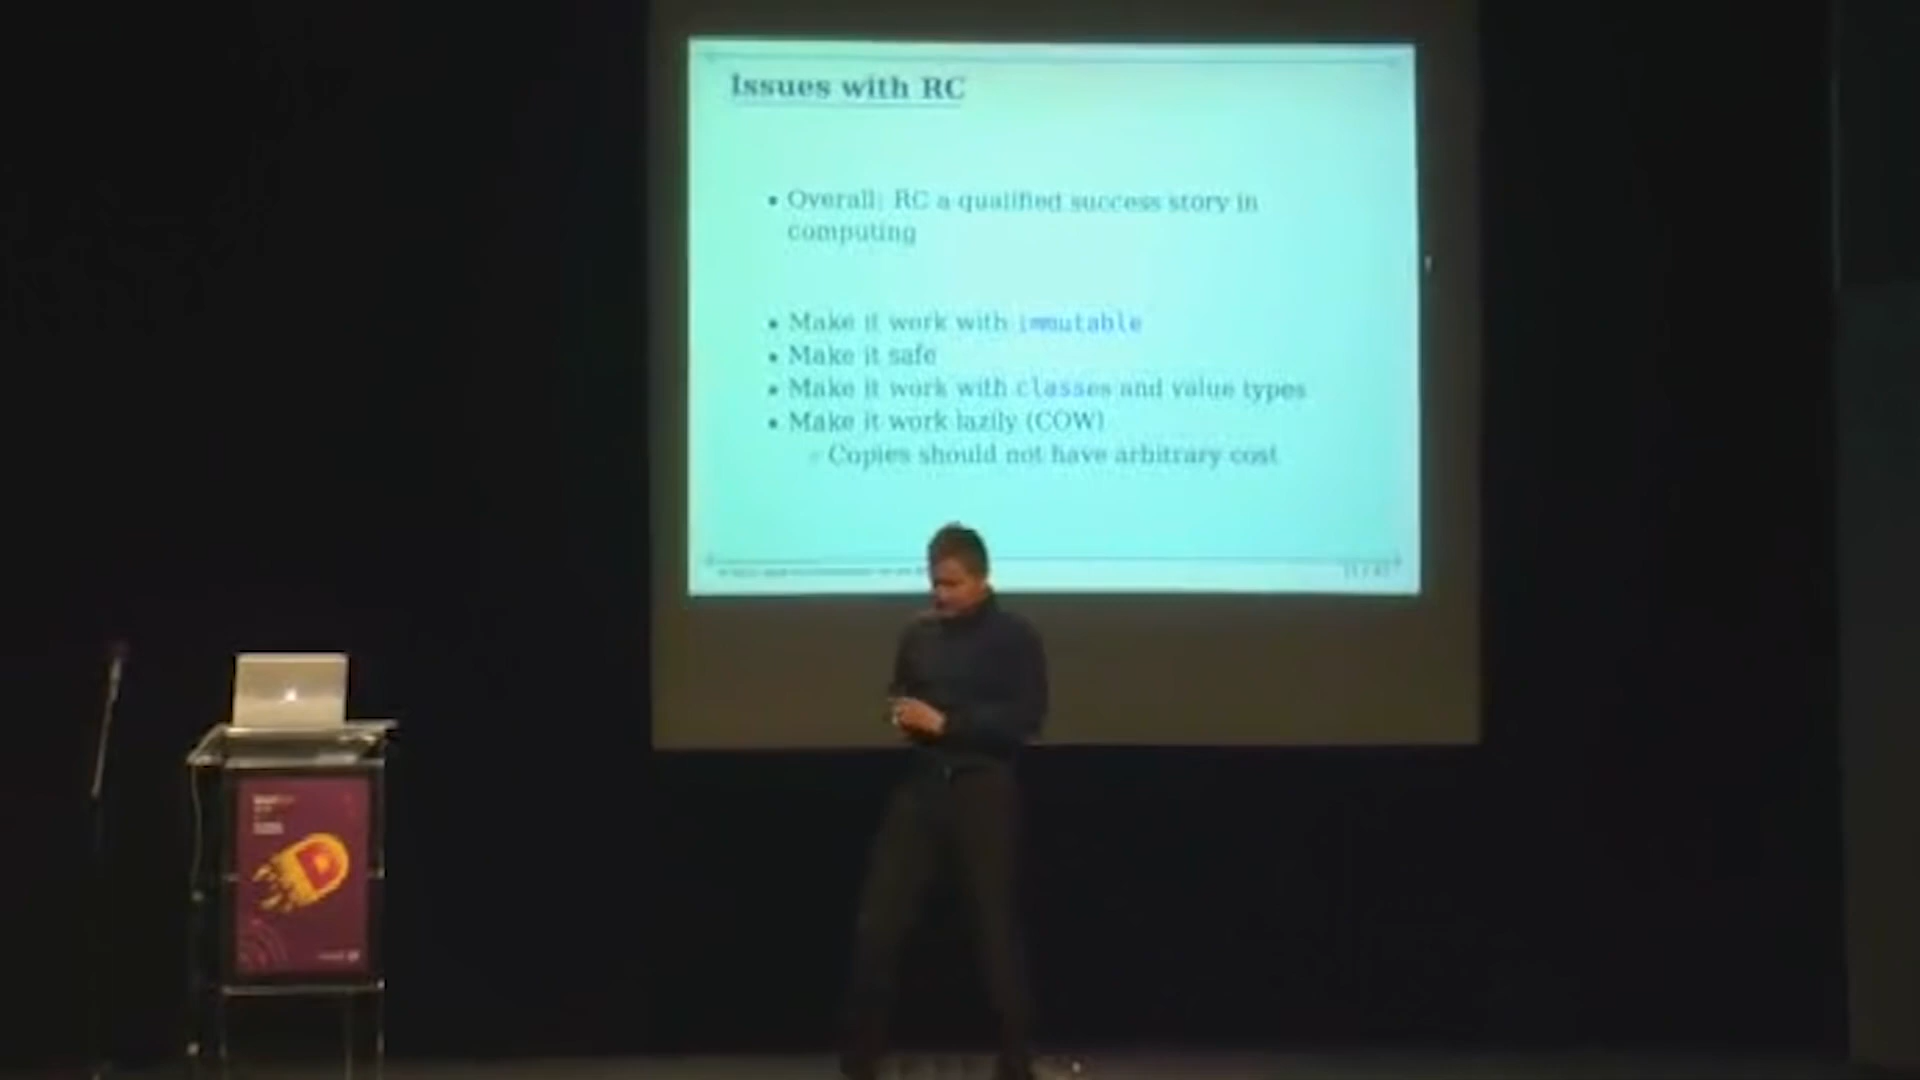 Issues with RC
• Overall: RC a qualified success story in
computing
• Make it work with immutable
• Make it safe
• Make it work with classes and value types
• Make it work lazily (COW)
Copies should not have arbitrary cost